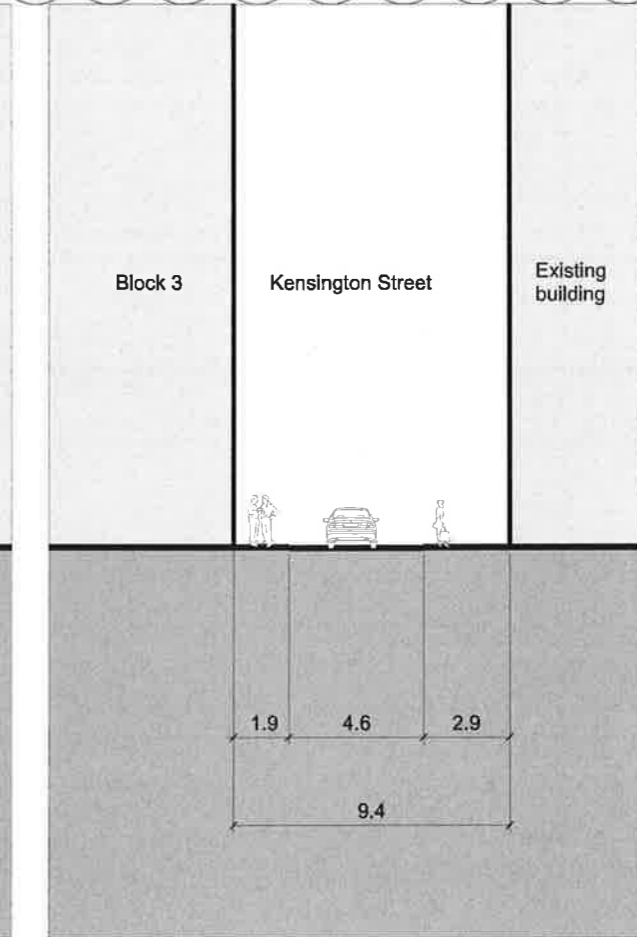 Block 3
Kensington Street
Existing
building
1.9
4.6
2.9
9.4